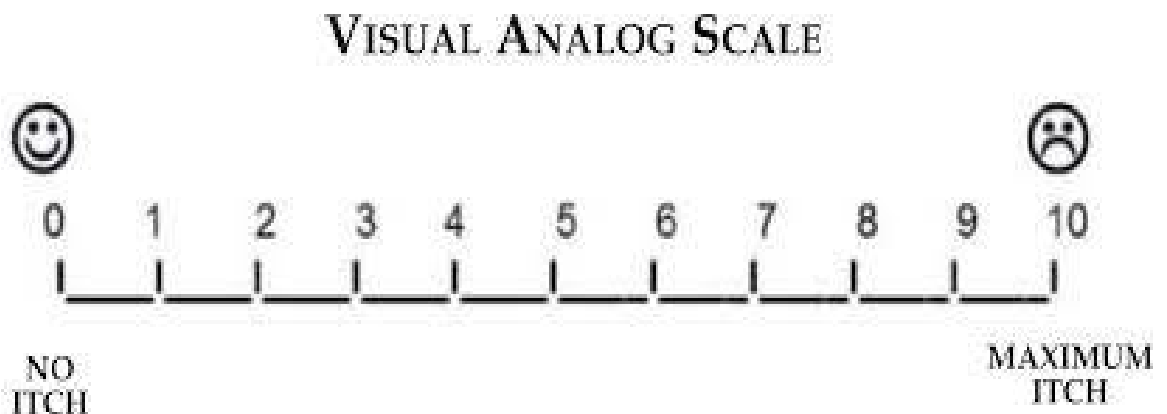 VISUAL ANALOG SCALE
0 1 2 3 4 5 6 7 8 9 10
NO
ITCH
MAXIMUM
ITCH